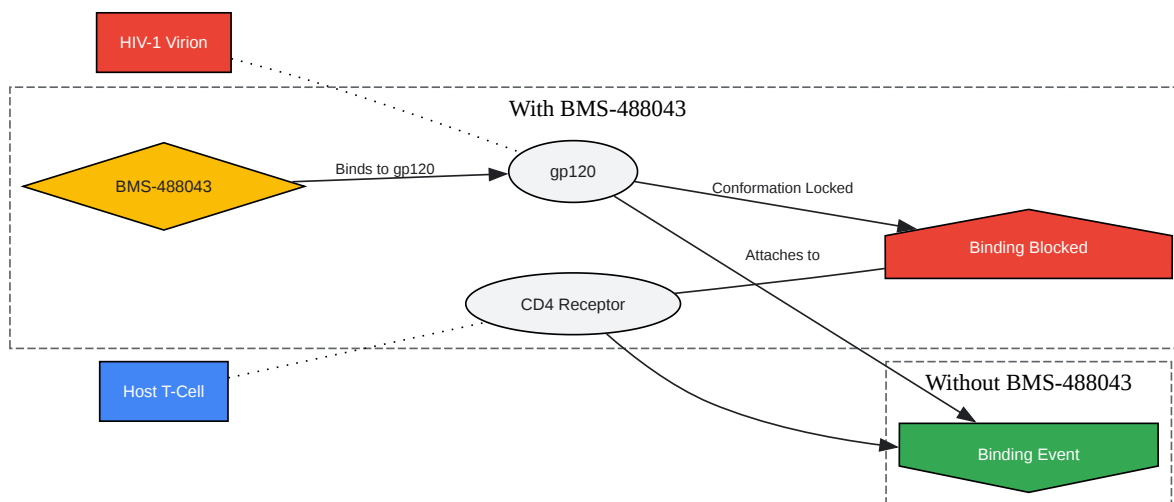 HIV-1 Virion
With BMS-488043
BMS-488043
Binds to gp120
gp120
Conformation Locked
Binding Blocked
Attaches to
CD4 Receptor
Host T-Cell
Without BMS-488043
Binding Event